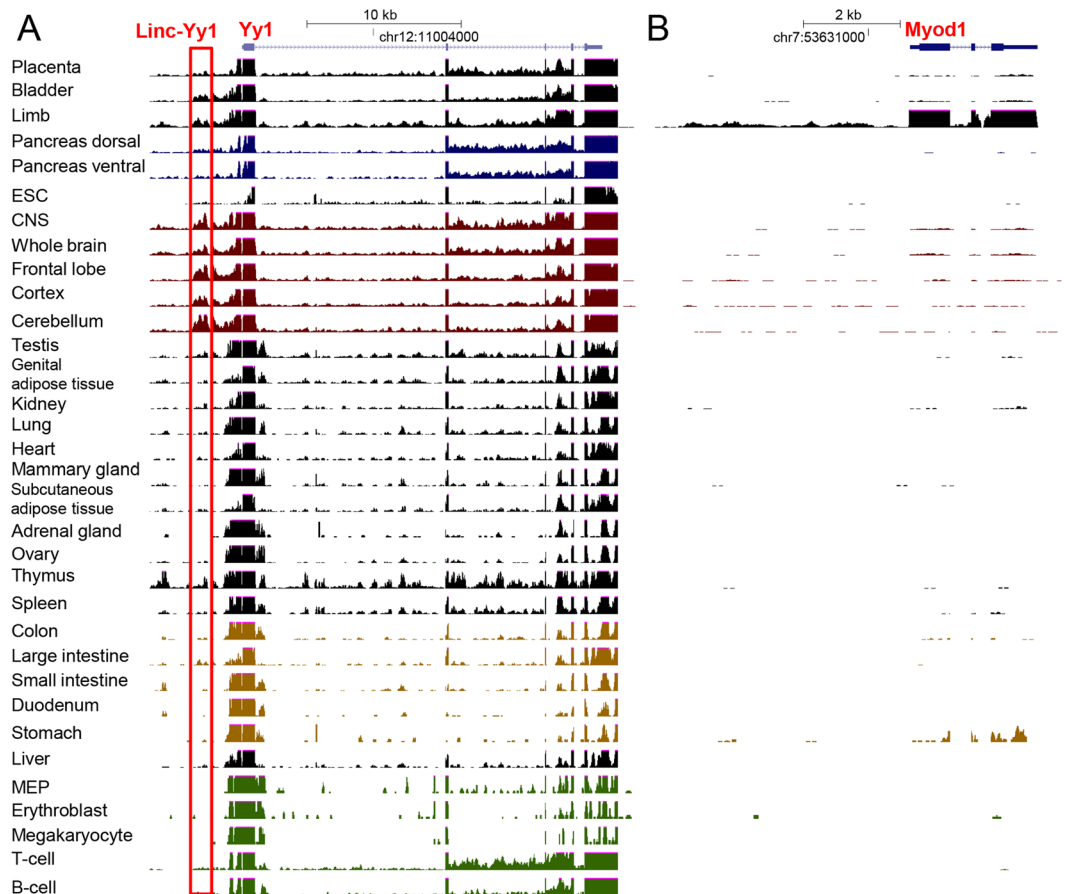 A
Linc-Yy1
Yy1
10 kb
chr12:11004000
B
2 kb
chr7:53631000
Myod1
Placenta
Bladder
Limb
Pancreas dorsal
Pancreas ventral
ESC
CNS
Whole brain
Frontal lobe
Cortex
Cerebellum
Testis
Genital
adipose tissue
Kidney
Lung
Heart
Mammary gland
Subcutaneous
adipose tissue
Adrenal gland
Ovary
Thymus
Spleen
Colon
Large intestine
Small intestine
Duodenum
Stomach
Liver
MEP
Erythroblast
Megakaryocyte
T-cell
B-cell